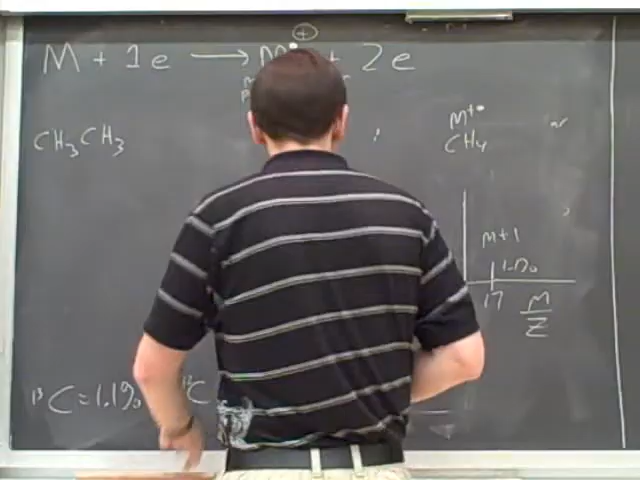 M + 1e ⟶ M + 2e
+
CH₃CH₃
M⁺•
CH₄
M+1
1.1%
17
M/Z
¹³C = 1.1%